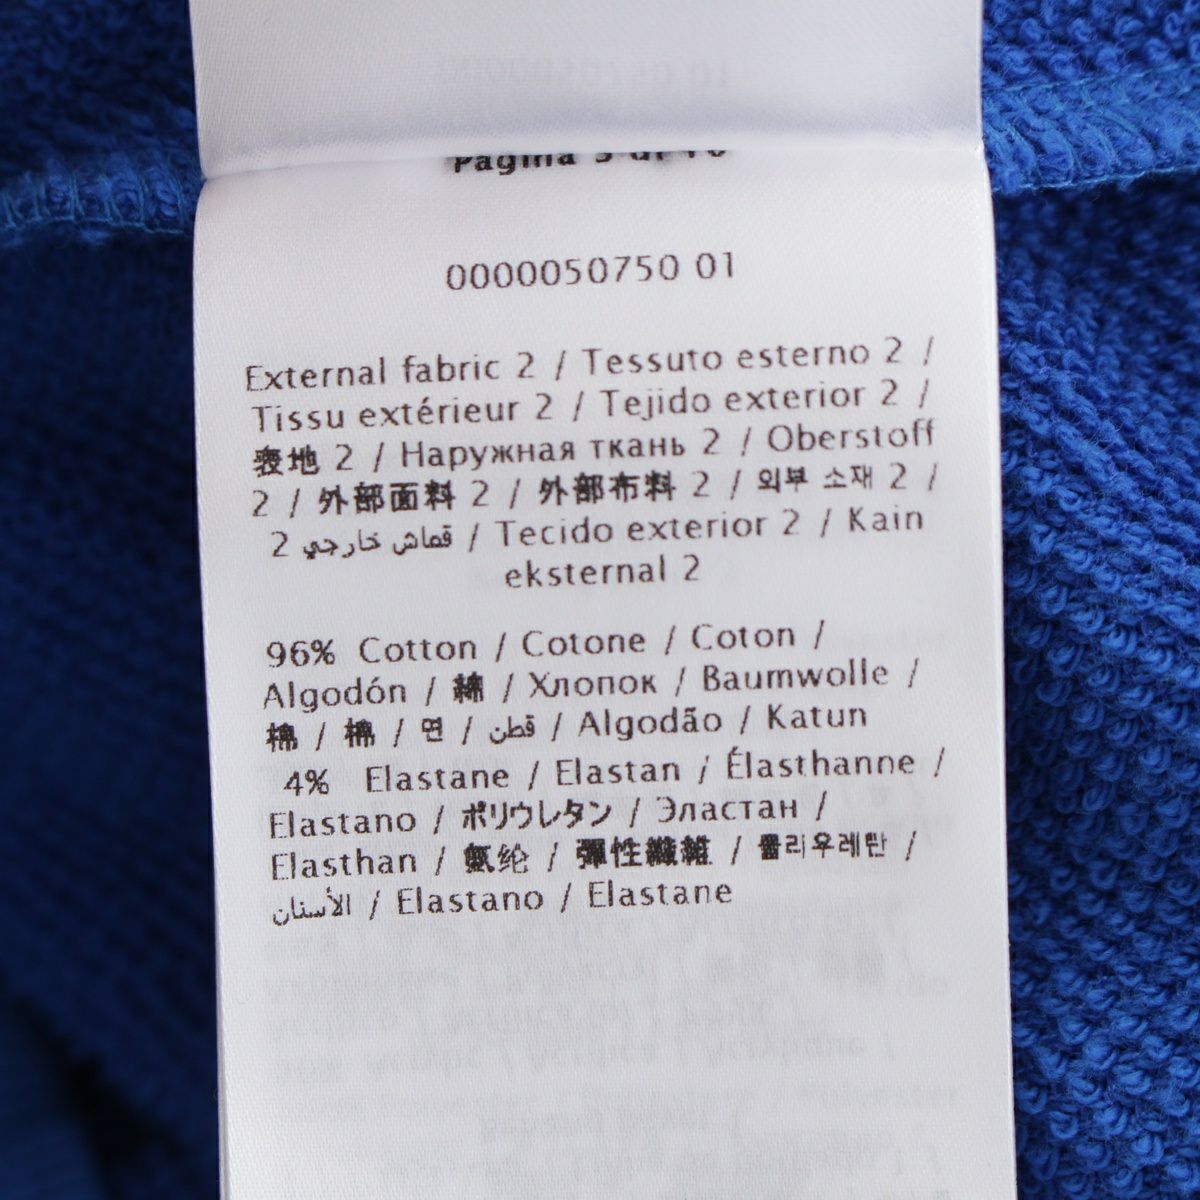 Pagina 3 di 10
0000050750 01
External fabric 2 / Tessuto esterno 2 /
Tissu extérieur 2 / Tejido exterior 2 /
表地 2 / Наружная ткань 2 / Oberstoff
2 / 外部面料 2 / 外部布料 2 / 외부 소재 2 /
قماش خارجي 2 / Tecido exterior 2 / Kain
eksternal 2
96% Cotton / Cotone / Coton /
Algodón / 綿 / Хлопок / Baumwolle /
棉 / 棉 / 면 / قطن / Algodão / Katun
4% Elastane / Elastan / Élasthanne /
Elastano / ポリウレタン / Эластан /
Elasthan / 氨纶 / 彈性纖維 / 폴리우레탄 /
الأستان / Elastano / Elastane